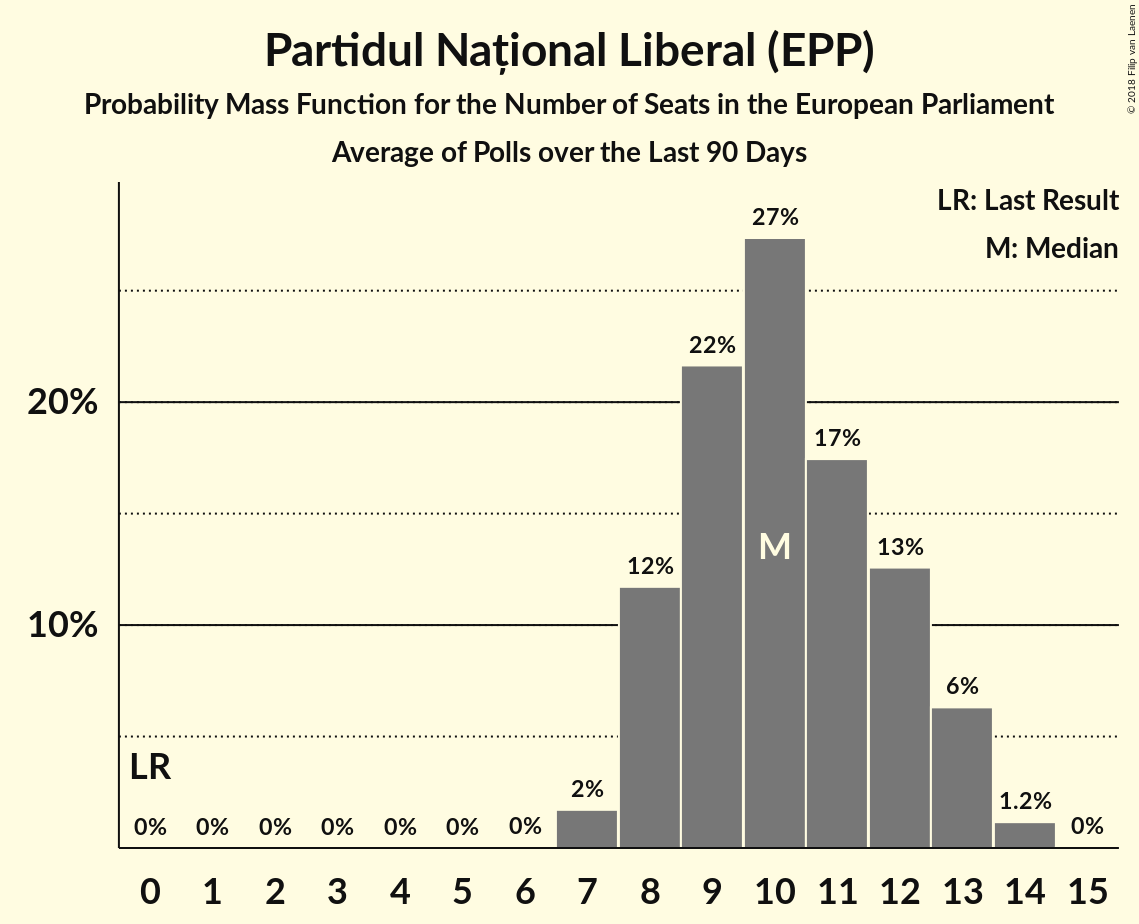 Partidul Național Liberal (EPP)
Probability Mass Function for the Number of Seats in the European Parliament
Average of Polls over the Last 90 Days
© 2018 Filip van Laenen
LR: Last Result
M: Median
27%
22%
20%
17%
M
13%
12%
10%
6%
LR
2%
1.2%
0% 0% 0% 0% 0% 0% 0% 0%
0 1 2 3 4 5 6 7 8 9 10 11 12 13 14 15